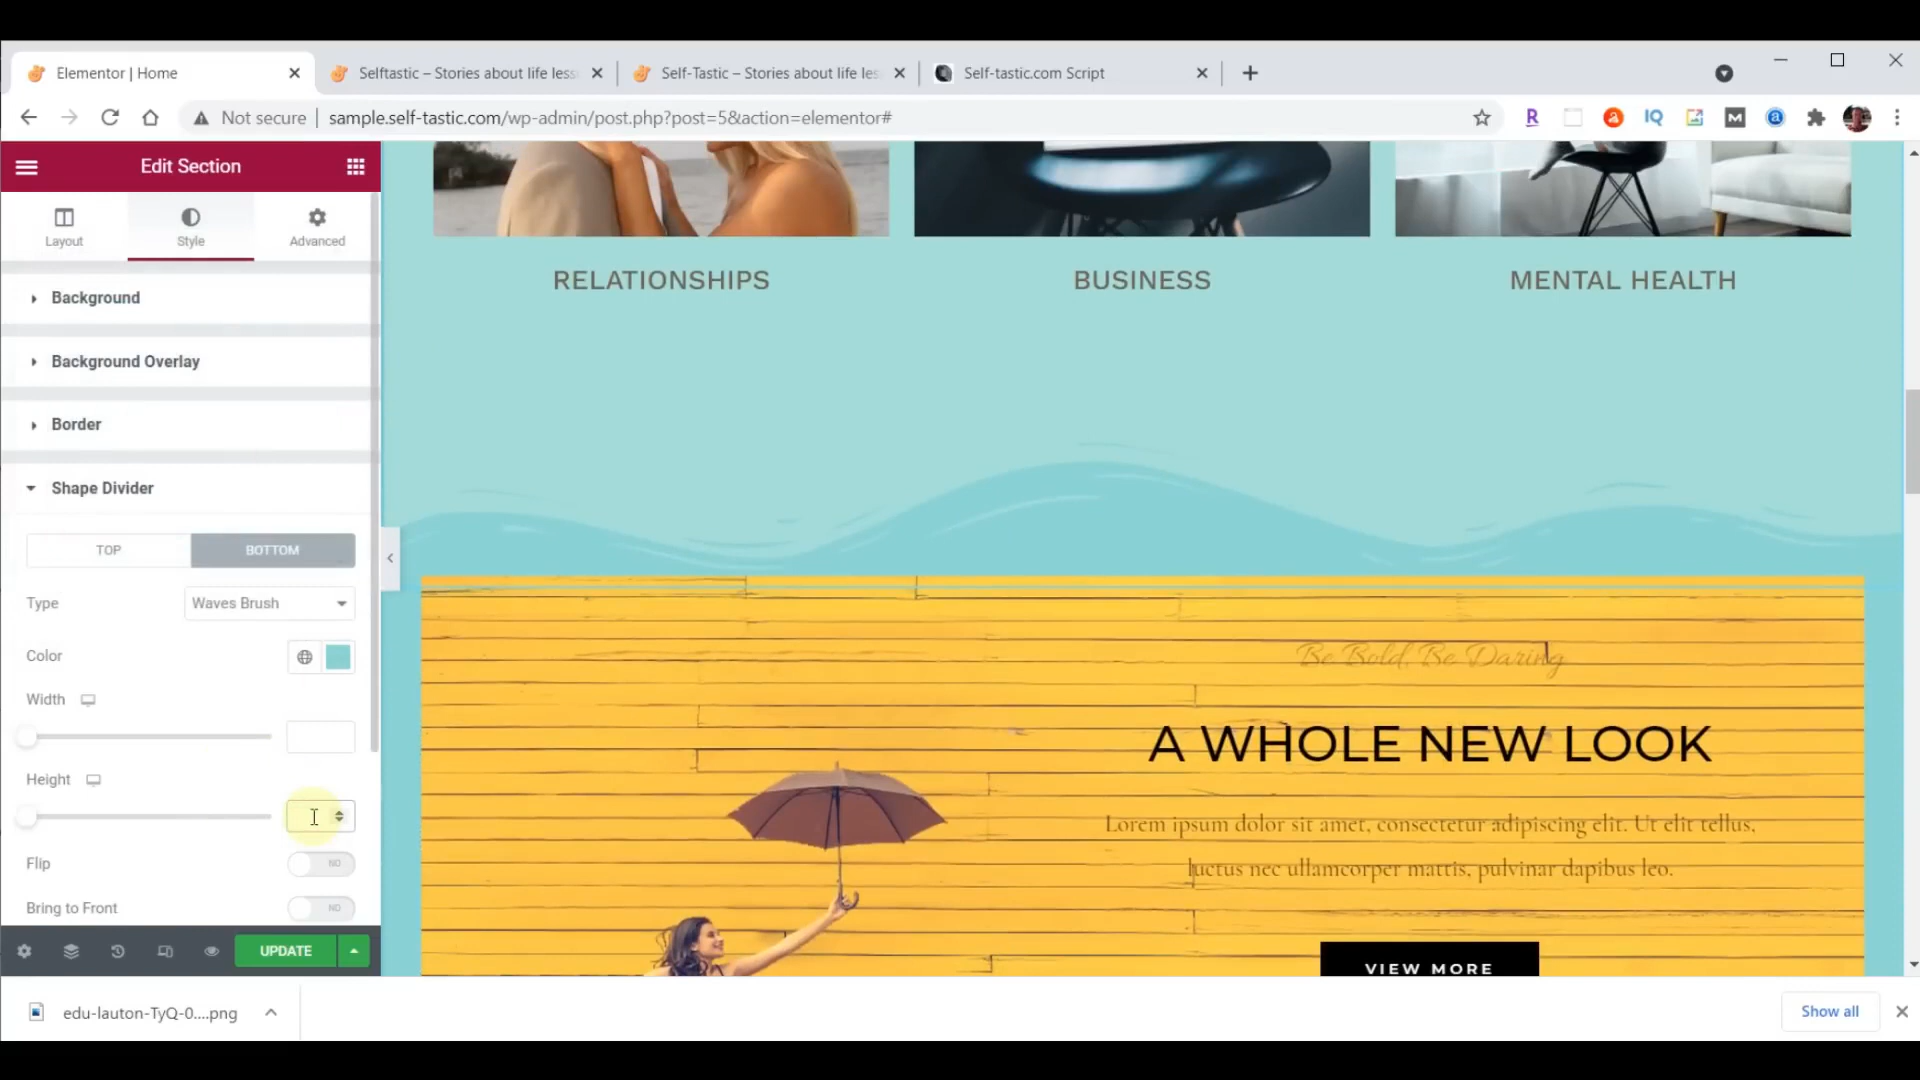 Elementor | Home
Selftastic – Stories about life less
Self-Tastic – Stories about life les
Self-tastic.com Script
Not secure | sample.self-tastic.com/wp-admin/post.php?post=5&action=elementor#
Edit Section
Layout
Style
Advanced
Background
Background Overlay
Border
Shape Divider
TOP
BOTTOM
Type
Waves Brush
Color
Width
Height
Flip
NO
Bring to Front
NO
UPDATE
RELATIONSHIPS
BUSINESS
MENTAL HEALTH
Be Bold, Be Daring
A WHOLE NEW LOOK
Lorem ipsum dolor sit amet, consectetur adipiscing elit. Ut elit tellus,
luctus nec ullamcorper mattis, pulvinar dapibus leo.
VIEW MORE
edu-lauton-TyQ-0....png
Show all